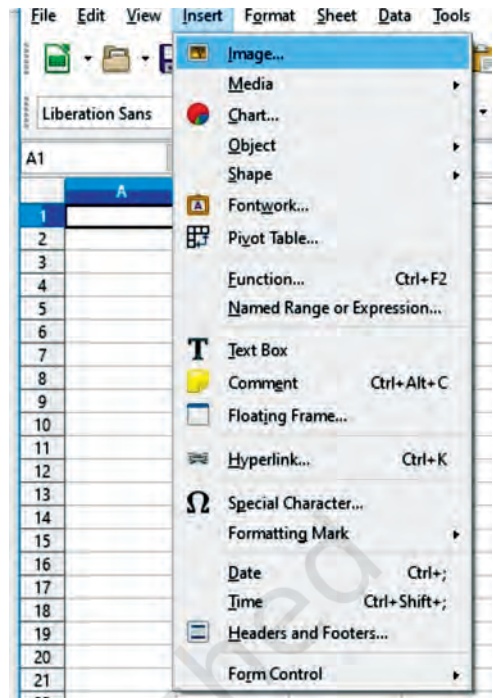 File Edit View Insert Format Sheet Data Tools
Image...
Media
Liberation Sans
Chart...
Object
A1
Shape
A
A Fontwork...
1
Pivot Table...
2
3
Function... Ctrl+F2
4
Named Range or Expression...
5
6
T Text Box
7
Comment Ctrl+Alt+C
8
9
Floating Frame...
10
11
Hyperlink... Ctrl+K
12
13
Ω Special Character...
14
Formatting Mark
15
16
Date Ctrl+;
17
Time Ctrl+Shift+;
18
Headers and Footers...
19
20
Form Control
21